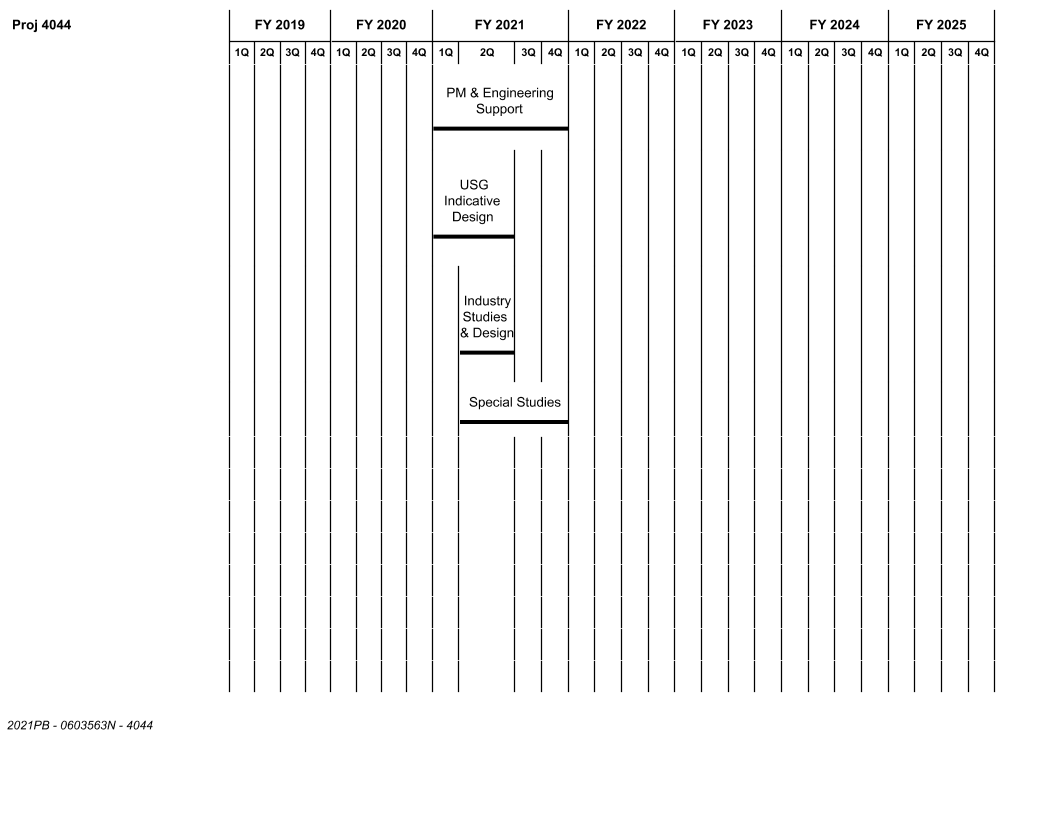 Proj 4044
FY 2019 FY 2020 FY 2021 FY 2022 FY 2023 FY 2024 FY 2025
1Q 2Q 3Q 4Q 1Q 2Q 3Q 4Q 1Q 2Q 3Q 4Q 1Q 2Q 3Q 4Q 1Q 2Q 3Q 4Q 1Q 2Q 3Q 4Q 1Q 2Q 3Q 4Q
PM & Engineering
Support
USG
Indicative
Design
Industry
Studies
& Design
Special Studies
2021PB - 0603563N - 4044